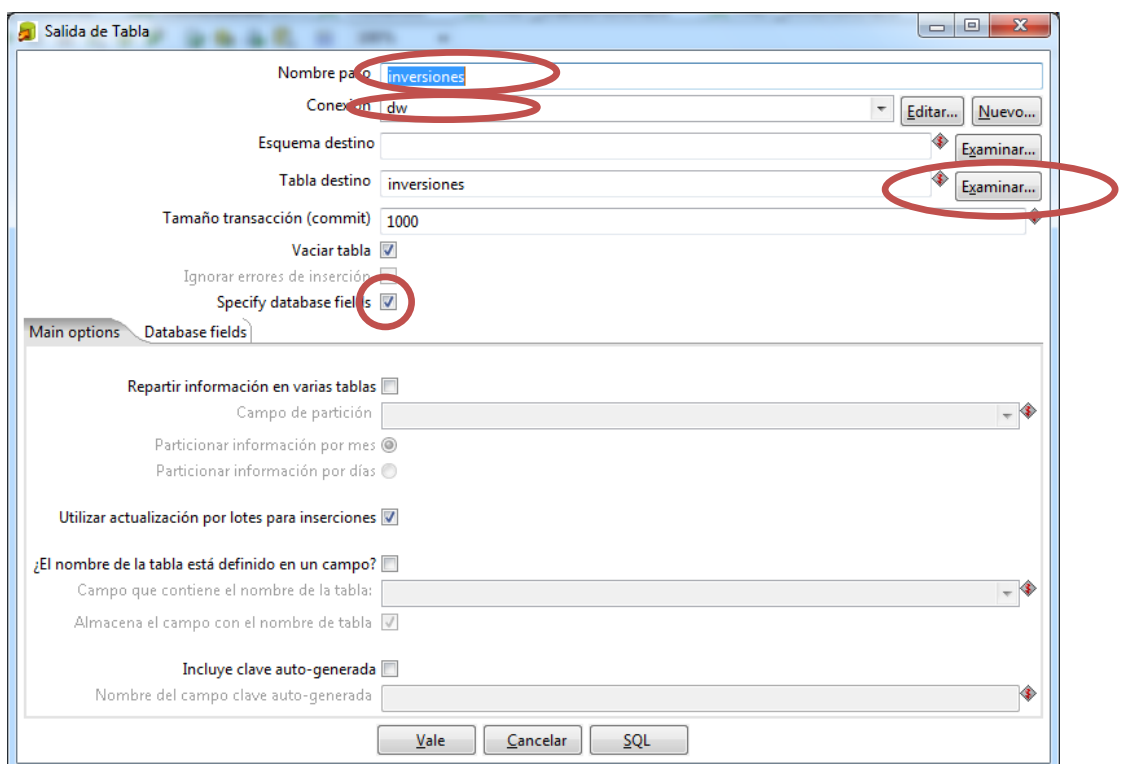 Salida de Tabla
Nombre paso inversiones
Conexión dw Editar... Nuevo...
Esquema destino Examinar...
Tabla destino inversiones Examinar...
Tamaño transacción (commit) 1000
Vaciar tabla
Ignorar errores de inserción
Specify database fields
Main options Database fields
Repartir información en varias tablas
Campo de partición
Particionar información por mes
Particionar información por días
Utilizar actualización por lotes para inserciones
¿El nombre de la tabla está definido en un campo?
Campo que contiene el nombre de la tabla:
Almacena el campo con el nombre de tabla
Incluye clave auto-generada
Nombre del campo clave auto-generada
Vale Cancelar SQL